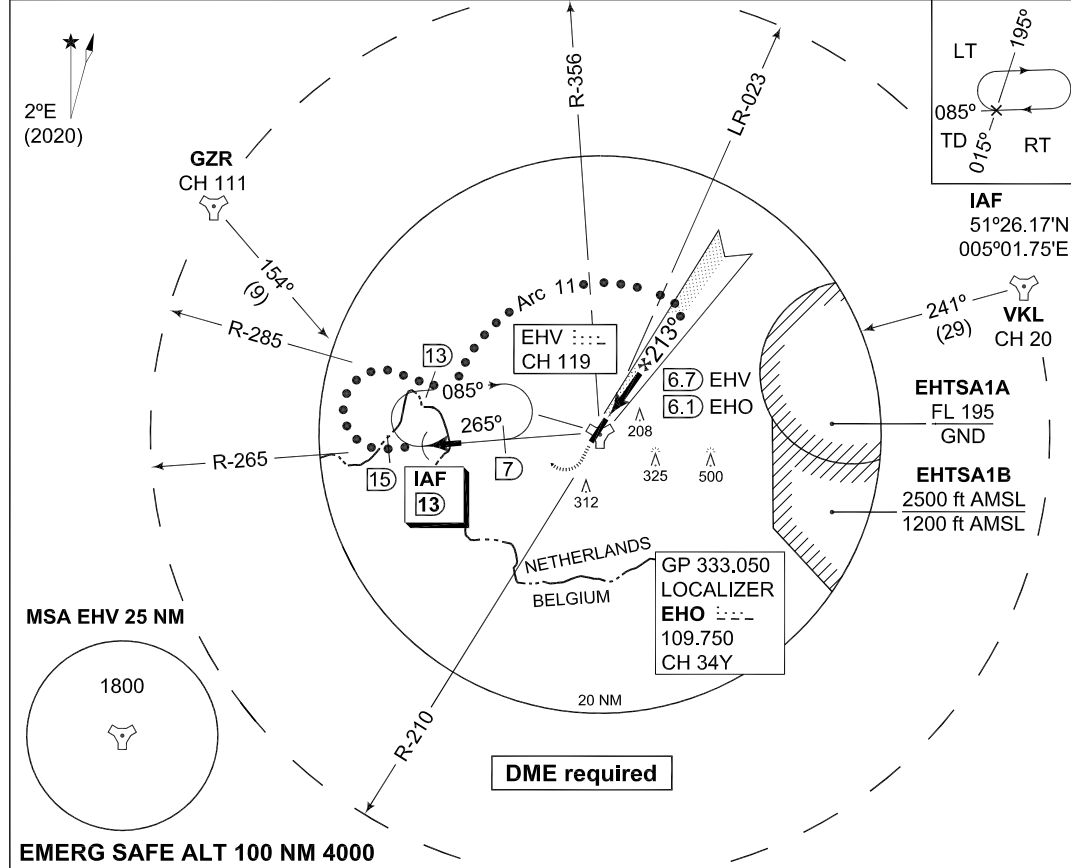 2ºE
(2020)
GZR
CH 111
154º
(9)
R-285
R-265
R-356
LR-023
LT
195º
085º
TD
015º
RT
IAF
51º26.17'N
005º01.75'E
241º
(29)
VKL
CH 20
Arc 11
EHV
CH 119
213º
13
085º
265º
6.7 EHV
6.1 EHO
208
325
500
312
15
7
IAF
13
EHTSA1A
FL 195
GND
EHTSA1B
2500 ft AMSL
1200 ft AMSL
NETHERLANDS
BELGIUM
GP 333.050
LOCALIZER
EHO
109.750
CH 34Y
MSA EHV 25 NM
1800
20 NM
R-210
DME required
EMERG SAFE ALT 100 NM 4000